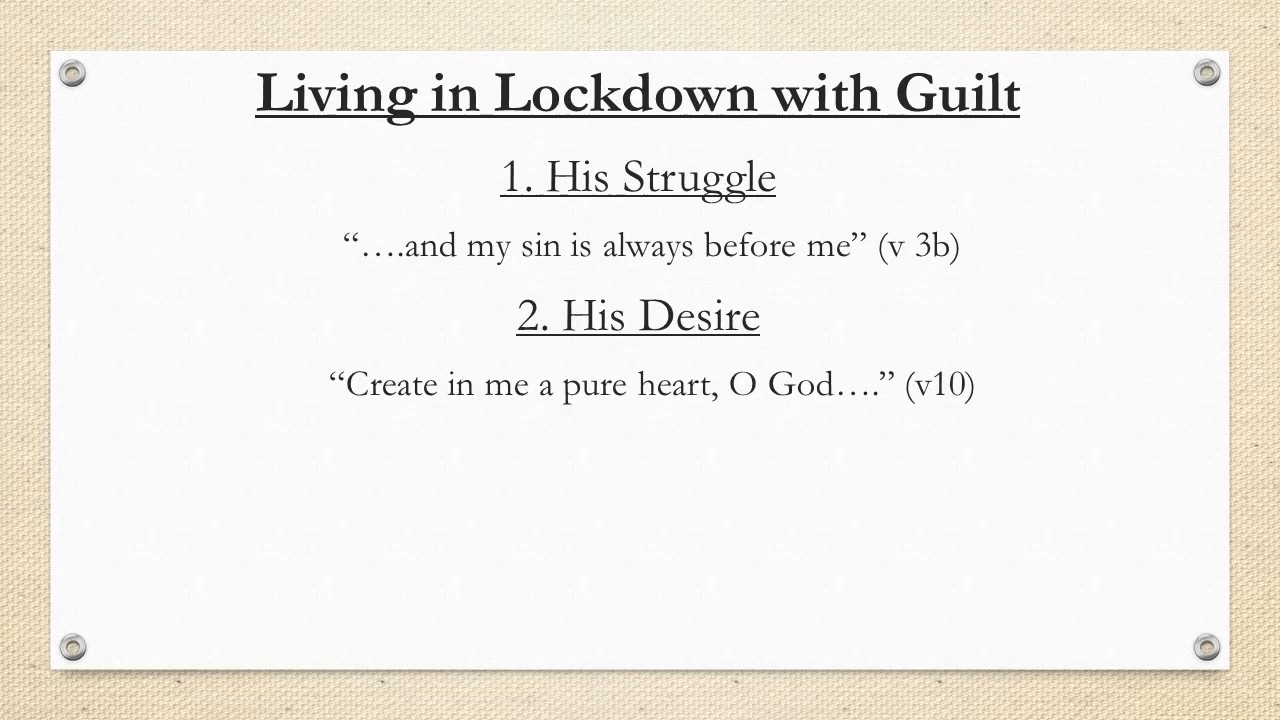 Living in Lockdown with Guilt
1. His Struggle
“….and my sin is always before me” (v 3b)
2. His Desire
“Create in me a pure heart, O God….” (v10)